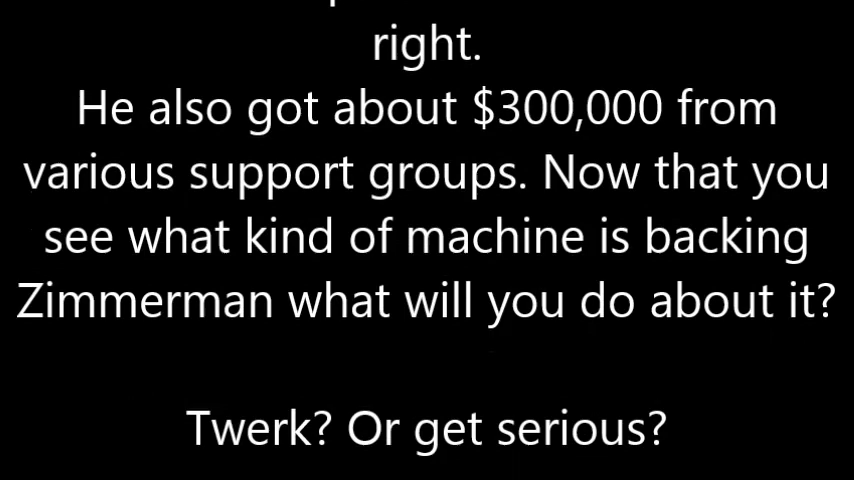 right.
He also got about $300,000 from
various support groups. Now that you
see what kind of machine is backing
Zimmerman what will you do about it?
Twerk? Or get serious?